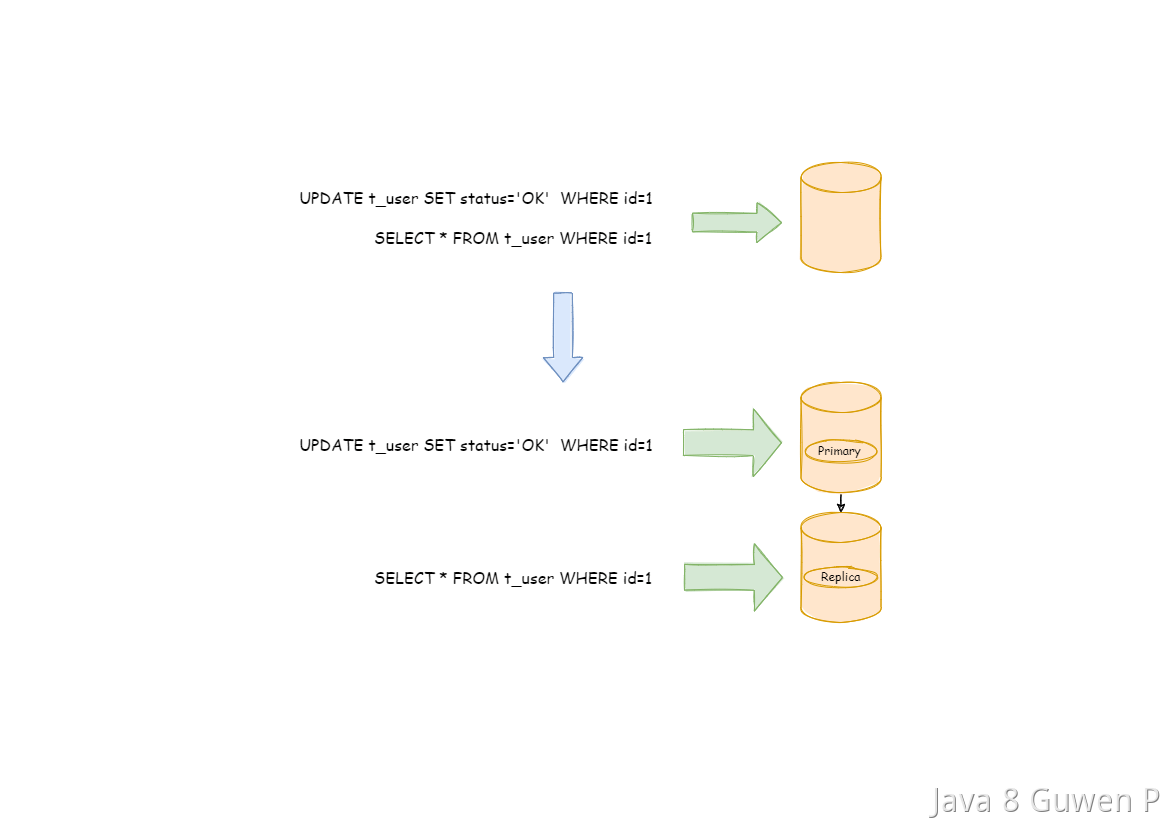 UPDATE t_user SET status='OK'  WHERE id=1
SELECT * FROM t_user WHERE id=1
UPDATE t_user SET status='OK'  WHERE id=1
Primary
SELECT * FROM t_user WHERE id=1
Replica
Java 8 Guwen P